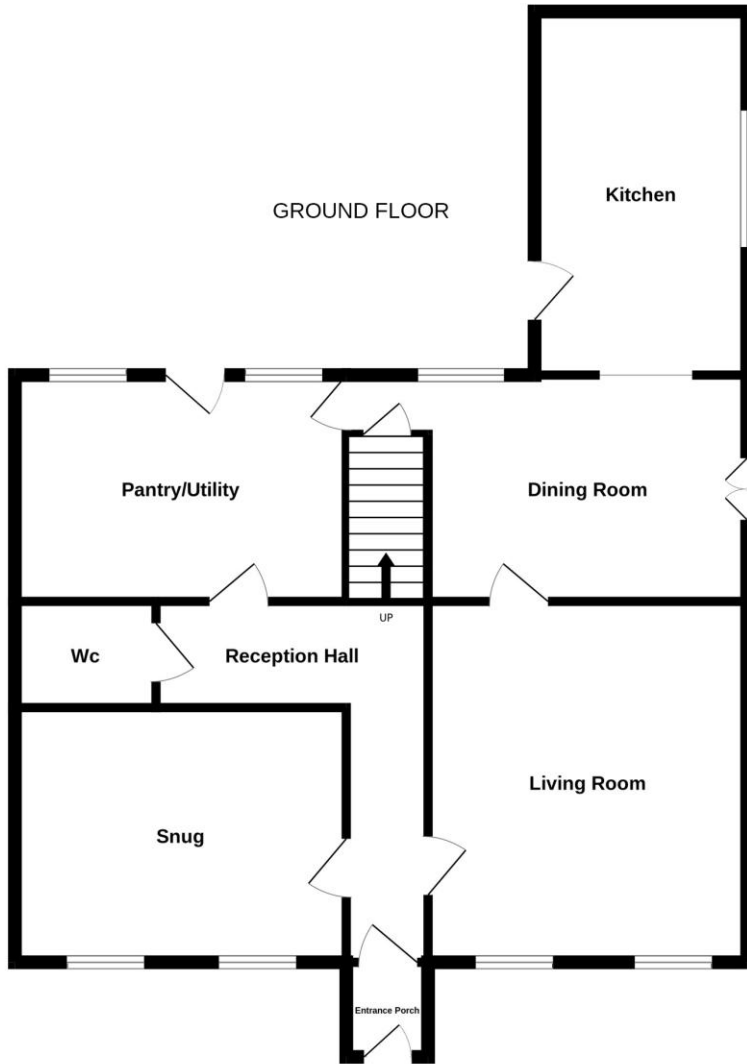 Kitchen
GROUND FLOOR
Pantry/Utility
Dining Room
UP
Wc
Reception Hall
Living Room
Snug
Entrance Porch